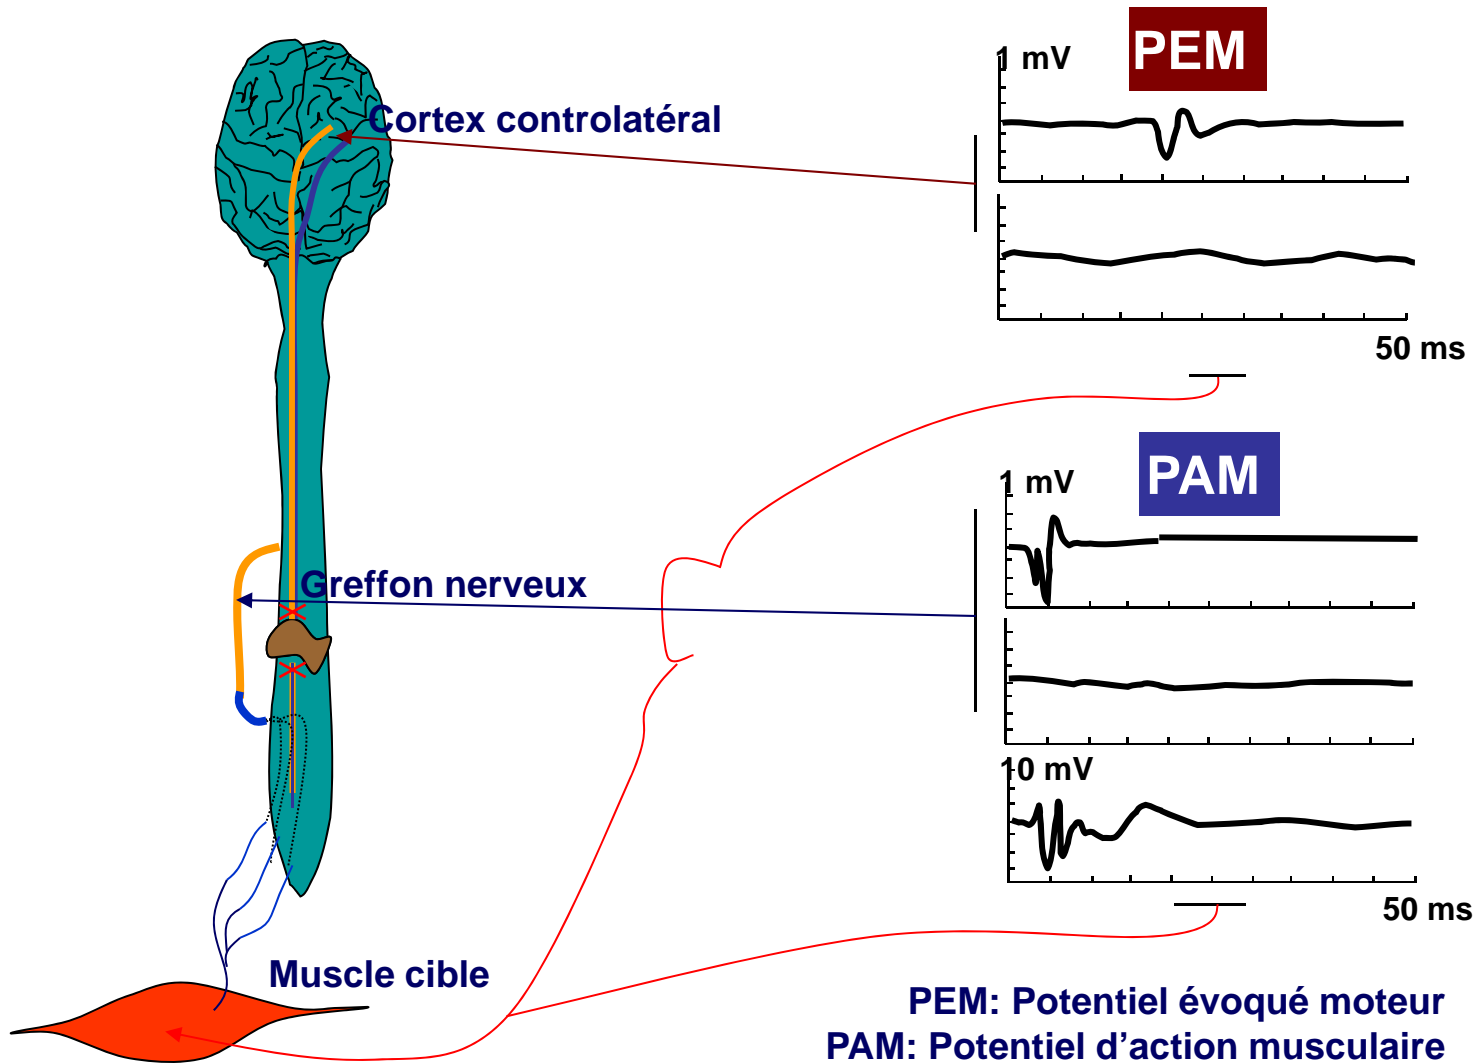 PEM
1 mV
Cortex controlatéral
50 ms
PAM
1 mV
Greffon nerveux
10 mV
50 ms
Muscle cible
PEM: Potentiel évoqué moteur
PAM: Potentiel d'action musculaire